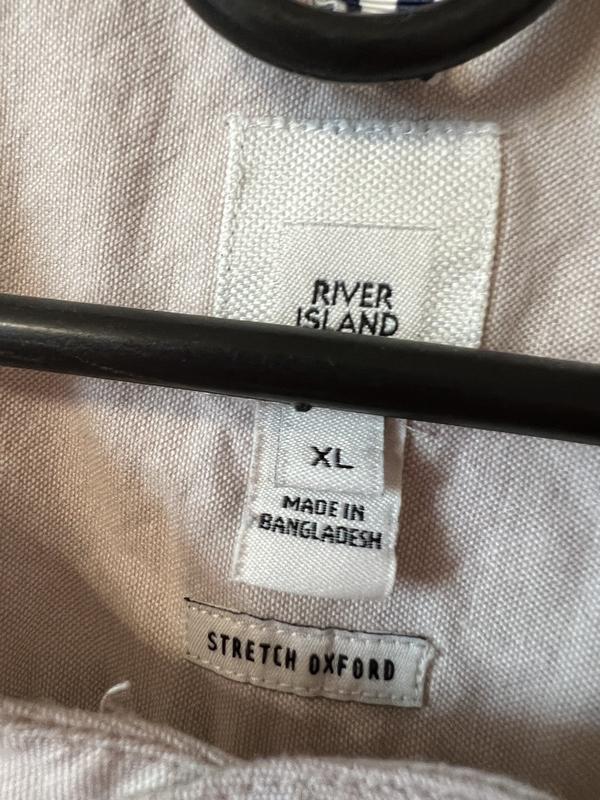 RIVER
ISLAND
XL
MADE IN
BANGLADESH
STRETCH OXFORD